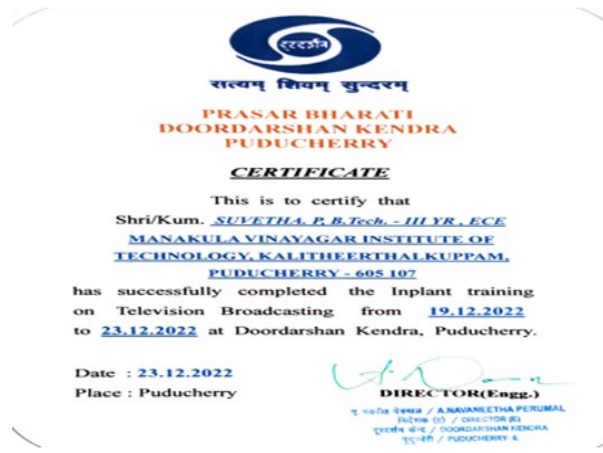 दूरदर्शन
सत्यम् शिवम् सुन्दरम्
PRASAR BHARATI
DOORDARSHAN KENDRA
PUDUCHERRY
CERTIFICATE
This is to certify that
Shri/Kum. SUVETHA. P, B.Tech. - III YR , ECE
MANAKULA VINAYAGAR INSTITUTE OF
TECHNOLOGY, KALITHEERTHALKUPPAM,
PUDUCHERRY - 605 107
has successfully completed the Inplant training
on Television Broadcasting from 19.12.2022
to 23.12.2022 at Doordarshan Kendra, Puducherry.
Date : 23.12.2022
Place : Puducherry
DIRECTOR(Engg.)
/ A.NAVANEETHA PERUMAL
निदेशक (इं) / DIRECTOR (E)
दूरदर्शन केन्द्र / DOORDARSHAN KENDRA
पुदुच्चेरी / PUDUCHERRY